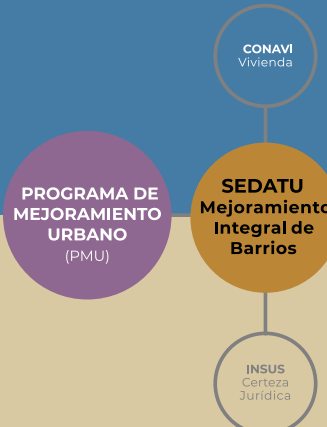 CONAVI
Vivienda
PROGRAMA DE
MEJORAMIENTO
URBANO
(PMU)
SEDATU
Mejoramiento
Integral de
Barrios
INSUS
Certeza
Jurídica